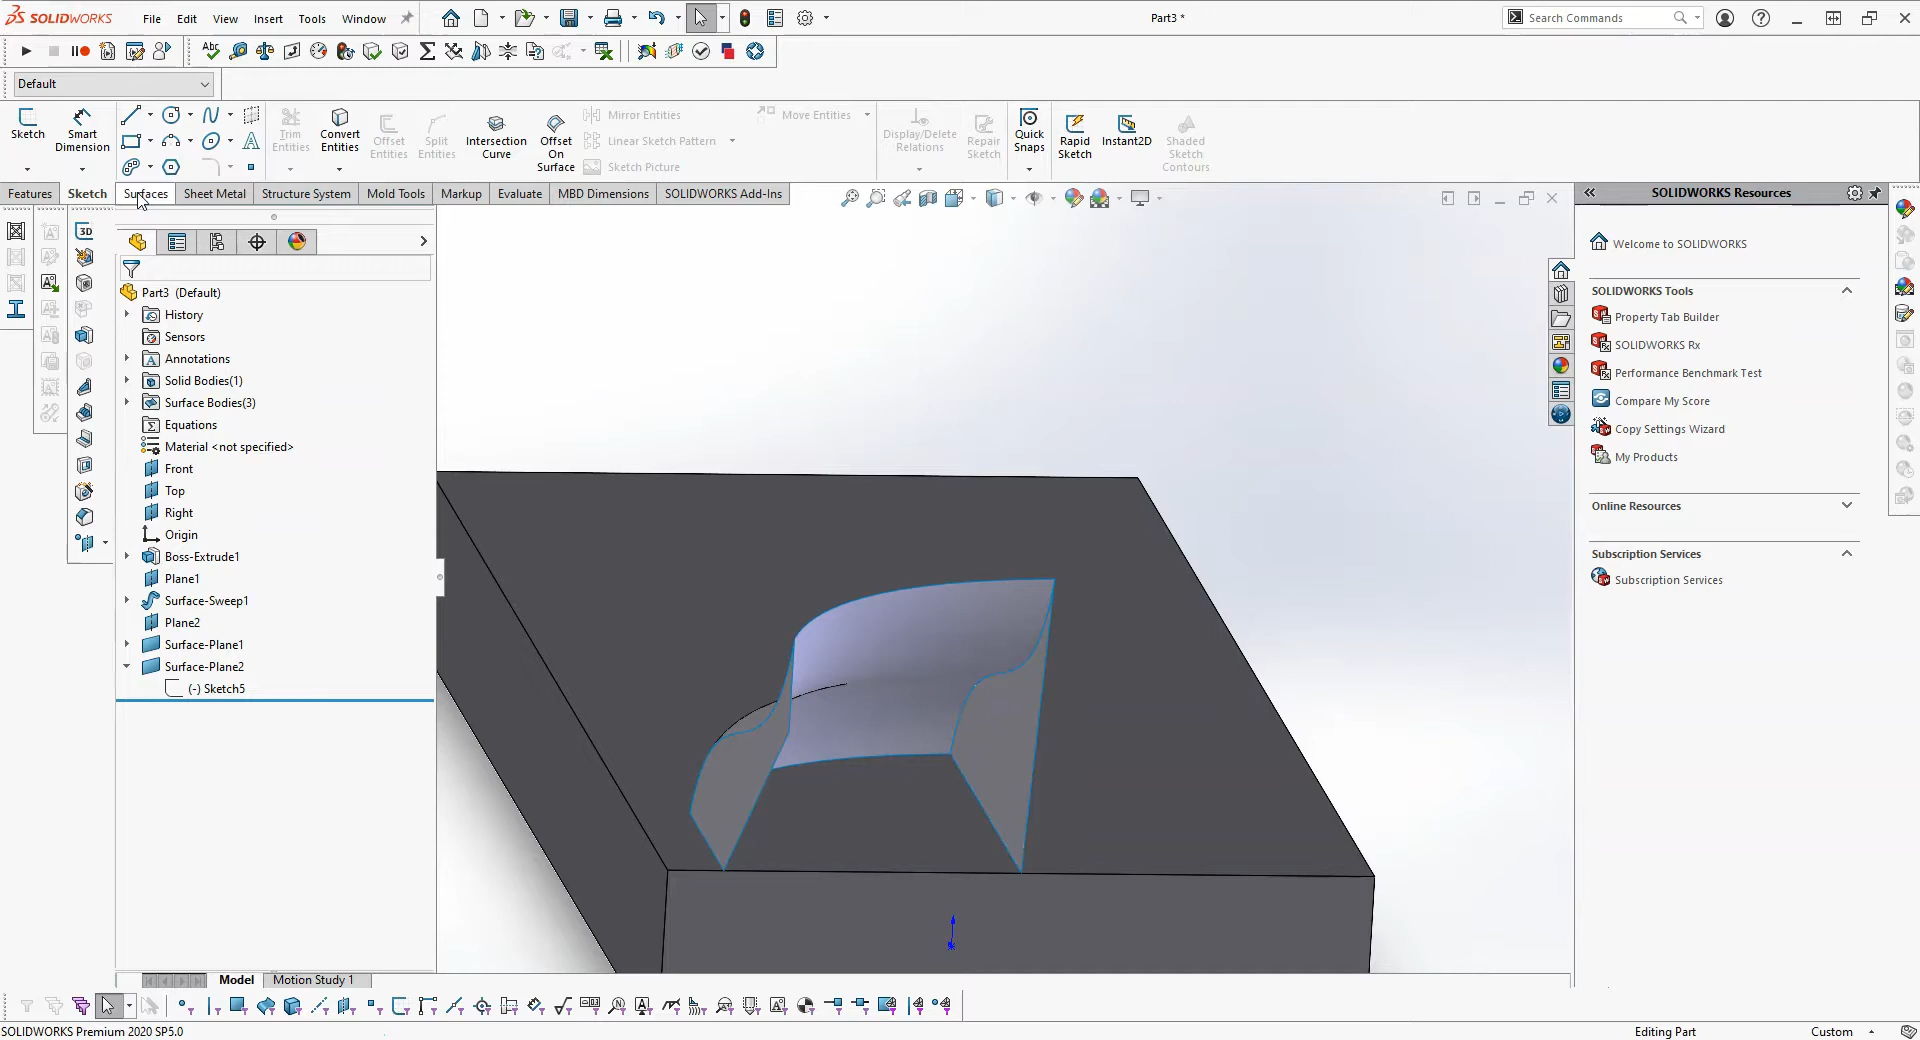 SOLIDWORKS File Edit View Insert Tools Window Part3 * Search Commands
Default
Sketch Smart Dimension Trim Entities Convert Entities Offset Entities Split Entities Intersection Curve Offset On Surface Mirror Entities Linear Sketch Pattern Sketch Picture Move Entities Display/Delete Relations Repair Sketch Quick Snaps Rapid Sketch Instant2D Shaded Sketch Contours
Features Sketch Surfaces Sheet Metal Structure System Mold Tools Markup Evaluate MBD Dimensions SOLIDWORKS Add-Ins
SOLIDWORKS Resources
3D
Part3 (Default)
History
Sensors
Annotations
Solid Bodies(1)
Surface Bodies(3)
Equations
Material <not specified>
Front
Top
Right
Origin
Boss-Extrude1
Plane1
Surface-Sweep1
Plane2
Surface-Plane1
Surface-Plane2
(-) Sketch5
Welcome to SOLIDWORKS
SOLIDWORKS Tools
Property Tab Builder
SOLIDWORKS Rx
Performance Benchmark Test
Compare My Score
Copy Settings Wizard
My Products
Online Resources
Subscription Services
Subscription Services
Model Motion Study 1
SOLIDWORKS Premium 2020 SP5.0 Editing Part Custom